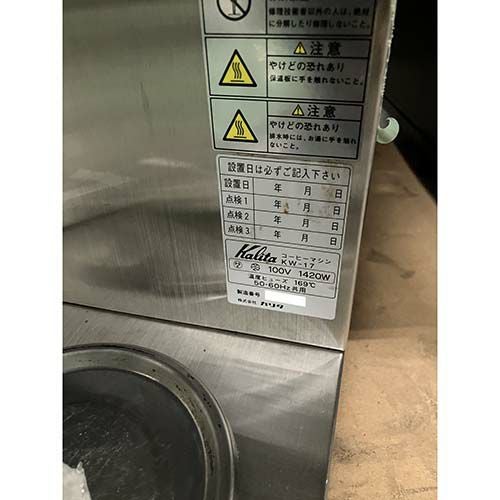 修理技術者以外の人は、絶対
に分解したり修理しないこと。
注意
やけどの恐れあり
保温板に手を触れないこと。
注意
やけどの恐れあり
排水時には、お湯に手を触れ
ないこと。
設置日は必ずご記入下さい
設置日 年 月 日
点検1 年 月 日
点検2 年 月 日
点検3 年 月 日
Kalita コーヒーマシン
KW-17
100V 1420W
温度ヒューズ 169℃
50-60Hz共用
製造番号
株式会社 カリタ